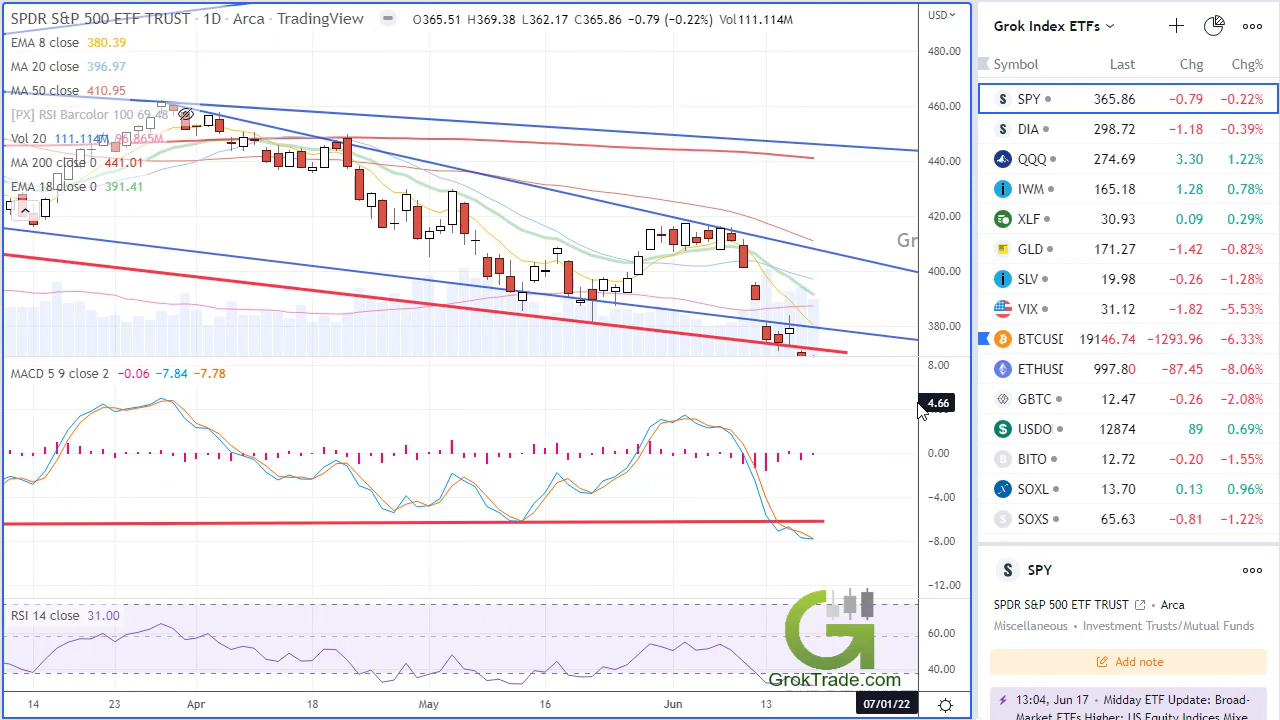 SPDR S&P 500 ETF TRUST · 1D · Arca · TradingView O365.51 H369.38 L362.17 C365.86 −0.79 (−0.22%) Vol111.114M
EMA 8 close 380.39
MA 20 close 396.97
MA 50 close 410.95
[PX] RSI Barcolor 100 69.48
Vol 20 111.114M 96.865M
MA 200 close 0 441.01
EMA 18 close 0 391.41
Gr
USD
480.00
460.00
440.00
420.00
400.00
380.00
MACD 5 9 close 2 −0.06 −7.84 −7.78
8.00
4.66
0.00
−4.00
−8.00
−12.00
RSI 14 close 31.00
60.00
40.00
GrokTrade.com
14 23 Apr 18 May 16 Jun 13 07/01/22
Grok Index ETFs
Symbol Last Chg Chg%
SPY 365.86 −0.79 −0.22%
DIA 298.72 −1.18 −0.39%
QQQ 274.69 3.30 1.22%
IWM 165.18 1.28 0.78%
XLF 30.93 0.09 0.29%
GLD 171.27 −1.42 −0.82%
SLV 19.98 −0.26 −1.28%
VIX 31.12 −1.82 −5.53%
BTCUSD 19146.74 −1293.96 −6.33%
ETHUSD 997.80 −87.45 −8.06%
GBTC 12.47 −0.26 −2.08%
USDO 12874 89 0.69%
BITO 12.72 −0.20 −1.55%
SOXL 13.70 0.13 0.96%
SOXS 65.63 −0.81 −1.22%
SPY
SPDR S&P 500 ETF TRUST • Arca
Miscellaneous • Investment Trusts/Mutual Funds
Add note
13:04, Jun 17 • Midday ETF Update: Broad-
Market ETFs Higher; US Equity Indices Mixe